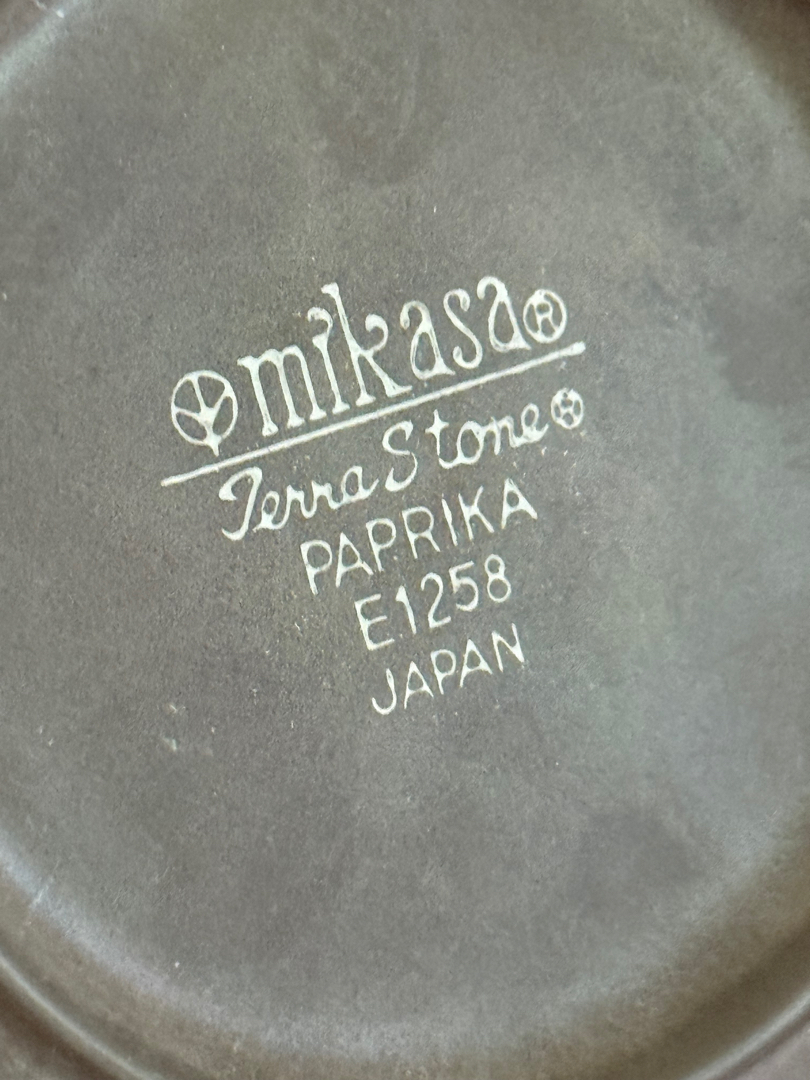 mikasa®
Terra Stone®
PAPRIKA
E1258
JAPAN